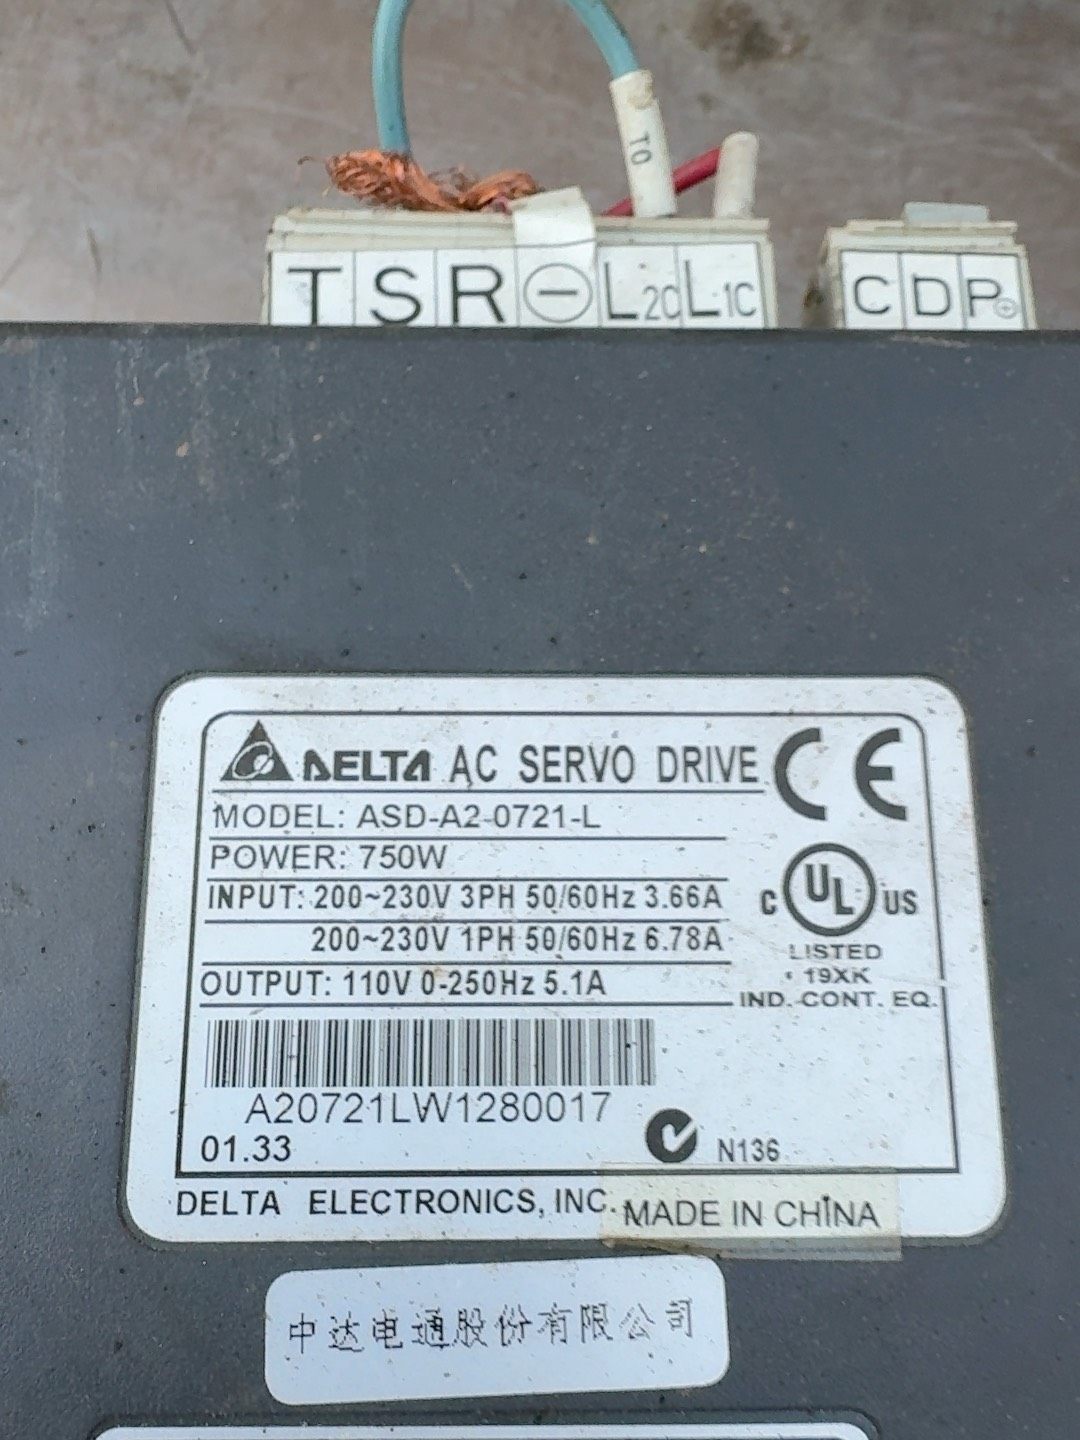 T0
T S R ⊖ L2C L1C
C D P⊕
DELTA AC SERVO DRIVE CE
MODEL: ASD-A2-0721-L
POWER: 750W
INPUT: 200~230V 3PH 50/60Hz 3.66A
200~230V 1PH 50/60Hz 6.78A
OUTPUT: 110V 0-250Hz 5.1A
C UL US
LISTED
19XK
IND. CONT. EQ.
A20721LW1280017
01.33
N136
DELTA ELECTRONICS, INC.
MADE IN CHINA
中达电通股份有限公司